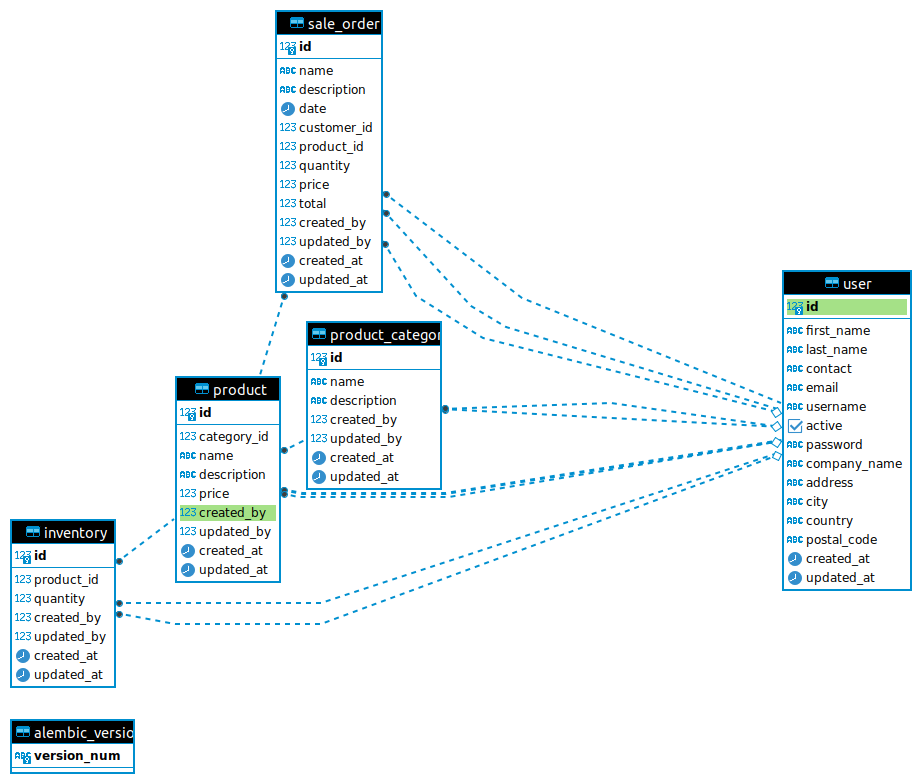 sale_order
123 id
ABC name
ABC description
date
123 customer_id
123 product_id
123 quantity
123 price
123 total
123 created_by
123 updated_by
created_at
updated_at
product_categor
123 id
ABC name
ABC description
123 created_by
123 updated_by
created_at
updated_at
product
123 id
123 category_id
ABC name
ABC description
123 price
123 created_by
123 updated_by
created_at
updated_at
inventory
123 id
123 product_id
123 quantity
123 created_by
123 updated_by
created_at
updated_at
alembic_versio
ABC version_num
user
123 id
ABC first_name
ABC last_name
ABC contact
ABC email
ABC username
active
ABC password
ABC company_name
ABC address
ABC city
ABC country
ABC postal_code
created_at
updated_at